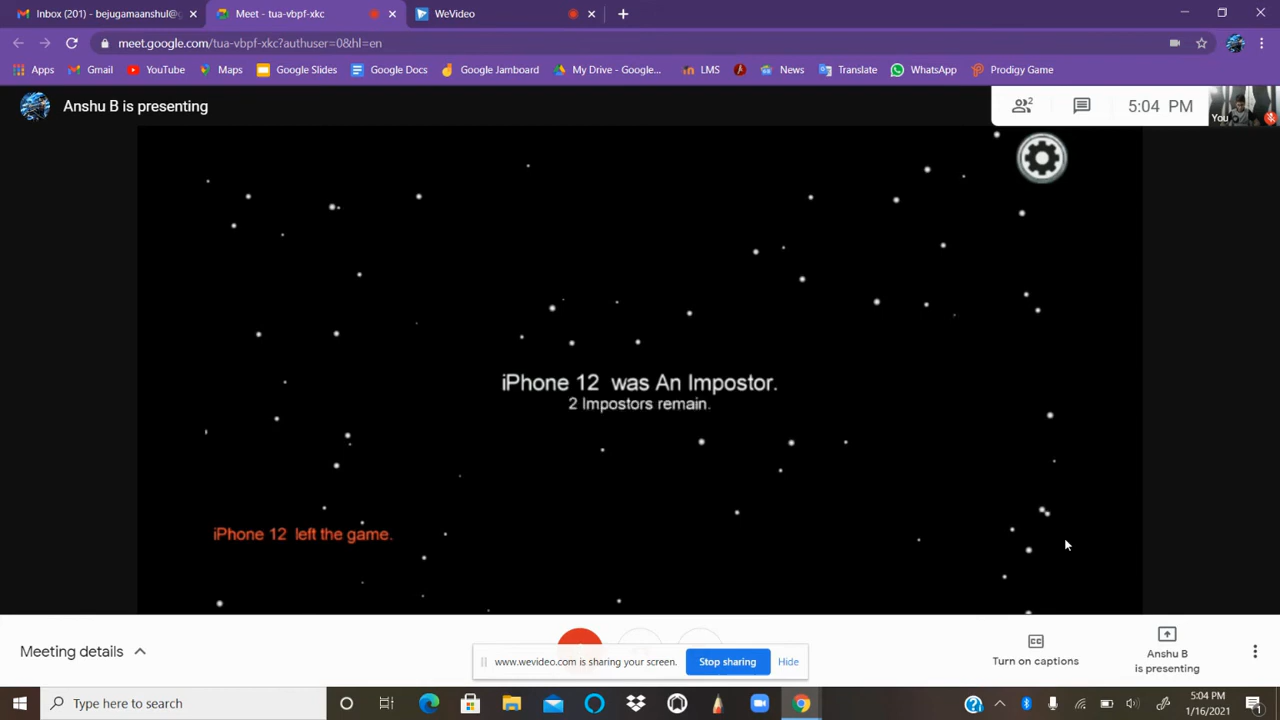 Inbox (201) - bejugamaanshul@g
Meet - tua-vbpf-xkc
WeVideo
meet.google.com/tua-vbpf-xkc?authuser=0&hl=en
Apps
Gmail
YouTube
Maps
Google Slides
Google Docs
Google Jamboard
My Drive - Google...
LMS
News
Translate
WhatsApp
Prodigy Game
Anshu B is presenting
2
5:04 PM
You
iPhone 12 was An Impostor.
2 Impostors remain.
iPhone 12 left the game.
Meeting details
www.wevideo.com is sharing your screen.
Stop sharing
Hide
Turn on captions
Anshu B
is presenting
Type here to search
5:04 PM
1/16/2021
1